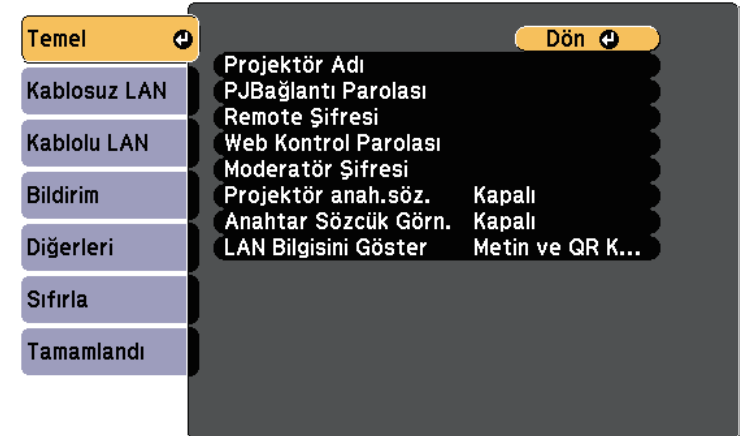 Temel
Kablosuz LAN
Kablolu LAN
Bildirim
Diğerleri
Sıfırla
Tamamlandı
Dön
Projektör Adı
PJBağlantı Parolası
Remote Şifresi
Web Kontrol Parolası
Moderatör Şifresi
Projektör anah.söz. Kapalı
Anahtar Sözcük Görn. Kapalı
LAN Bilgisini Göster Metin ve QR K...